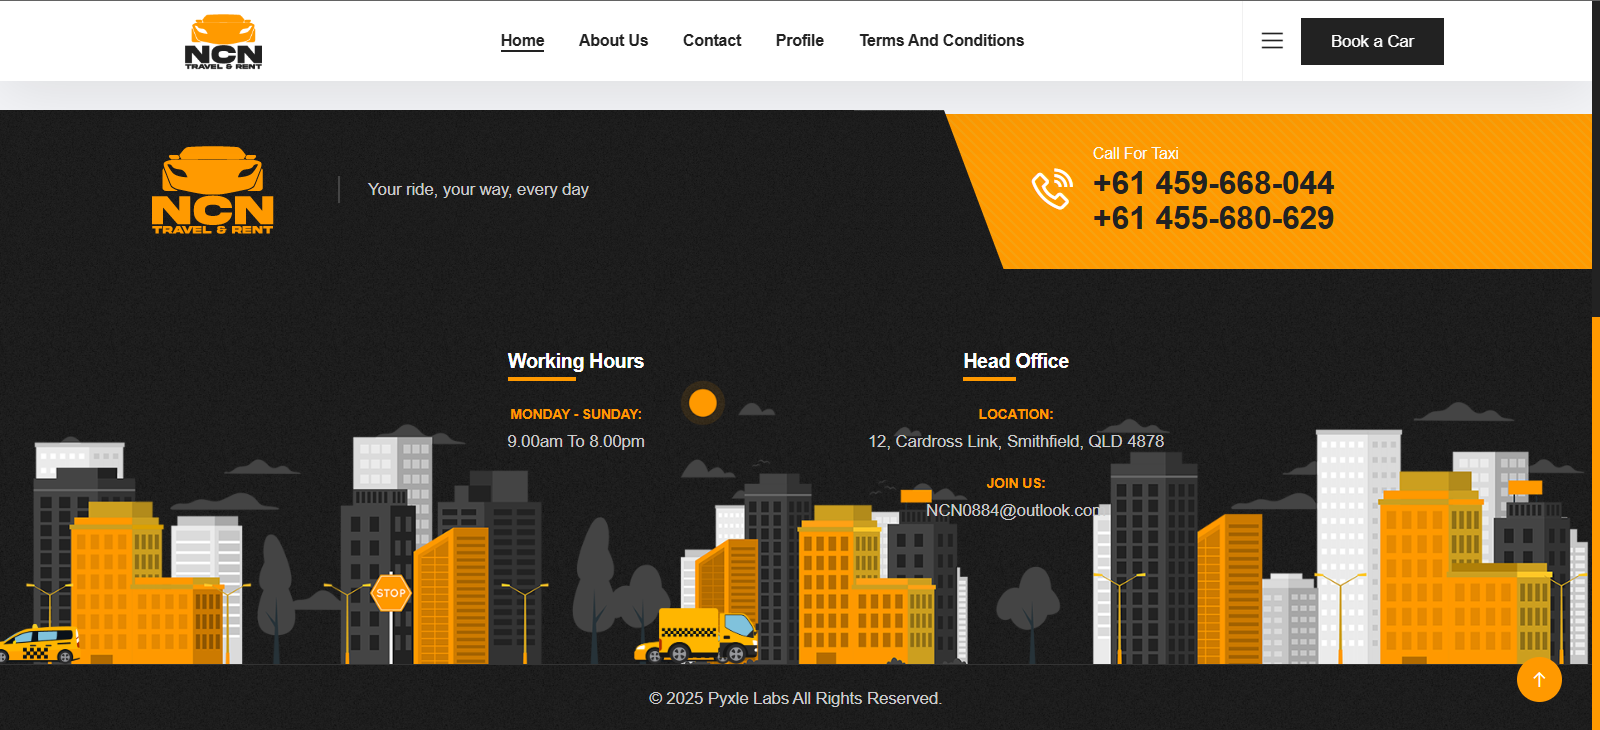 NCN
TRAVEL & RENT
Home
About Us
Contact
Profile
Terms And Conditions
Book a Car
NCN
TRAVEL & RENT
Your ride, your way, every day
Call For Taxi
+61 459-668-044
+61 455-680-629
Working Hours
MONDAY - SUNDAY:
9.00am To 8.00pm
Head Office
LOCATION:
12, Cardross Link, Smithfield, QLD 4878
JOIN US:
NCN0884@outlook.com
STOP
© 2025 Pyxle Labs All Rights Reserved.